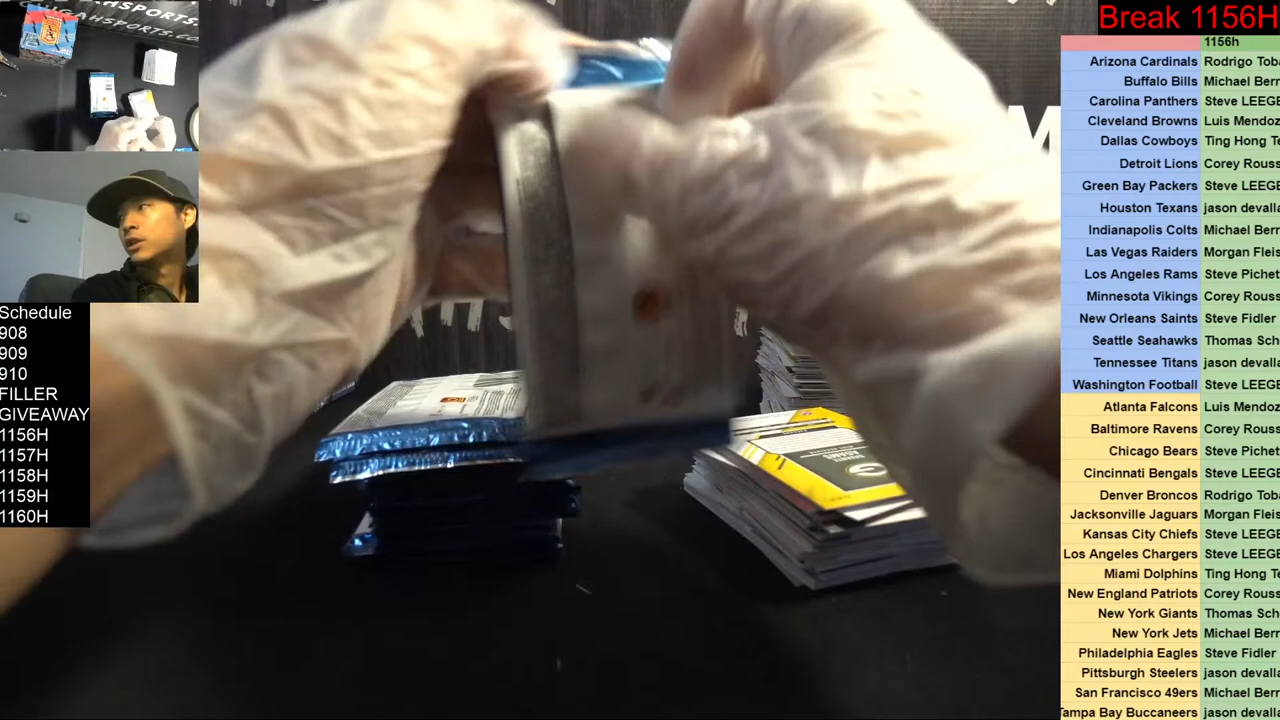 Break 1156H
1156h
Arizona Cardinals Rodrigo Toba
Buffalo Bills Michael Berr
Carolina Panthers Steve LEEGE
Cleveland Browns Luis Mendoz
Dallas Cowboys Ting Hong Te
Detroit Lions Corey Rouss
Green Bay Packers Steve LEEGE
Houston Texans jason devalla
Indianapolis Colts Michael Berr
Las Vegas Raiders Morgan Fleis
Los Angeles Rams Steve Pichet
Minnesota Vikings Corey Rouss
New Orleans Saints Steve Fidler
Seattle Seahawks Thomas Sch
Tennessee Titans jason devalla
Washington Football Steve LEEGE
Atlanta Falcons Luis Mendoz
Baltimore Ravens Corey Rouss
Chicago Bears Steve Pichet
Cincinnati Bengals Steve LEEGE
Denver Broncos Rodrigo Toba
Jacksonville Jaguars Morgan Fleis
Kansas City Chiefs Steve LEEGE
Los Angeles Chargers Steve LEEGE
Miami Dolphins Ting Hong Te
New England Patriots Corey Rouss
New York Giants Thomas Sch
New York Jets Michael Berr
Philadelphia Eagles Steve Fidler
Pittsburgh Steelers jason devalla
San Francisco 49ers Michael Berr
Tampa Bay Buccaneers jason devalla
Schedule
908
909
910
FILLER
GIVEAWAY
1156H
1157H
1158H
1159H
1160H
ADAMS